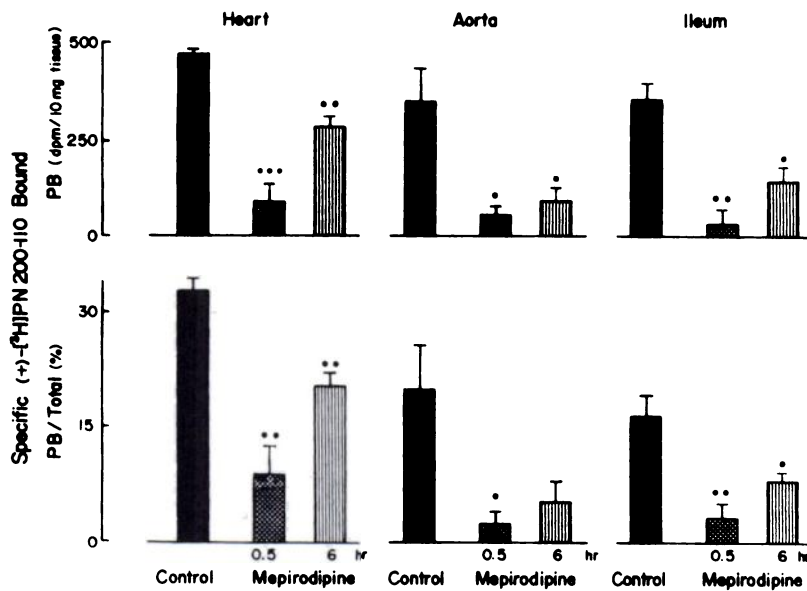 Heart Aorta Ileum
Specific (+)-[³H]PN 200-110 Bound
PB (dpm/10 mg tissue)
500
250
0
•••
••
•
•
••
•
PB/Total (%)
30
15
0
••
••
•
••
•
0.5 6 hr 0.5 6 hr 0.5 6 hr
Control Mepirodipine Control Mepirodipine Control Mepirodipine